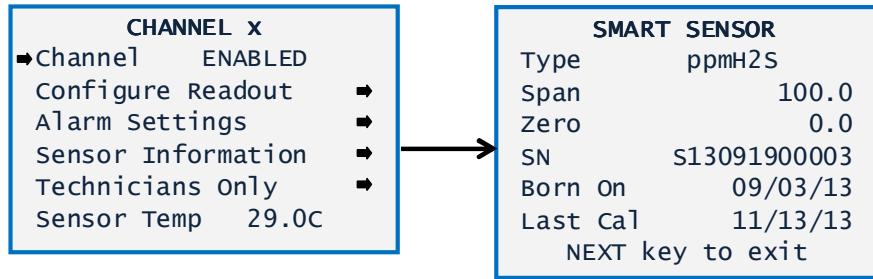 CHANNEL x
➡Channel ENABLED
Configure Readout ➡
Alarm Settings ➡
Sensor Information ➡
Technicians Only ➡
Sensor Temp 29.0C
SMART SENSOR
Type ppmH2S
Span 100.0
Zero 0.0
SN S13091900003
Born On 09/03/13
Last Cal 11/13/13
NEXT key to exit